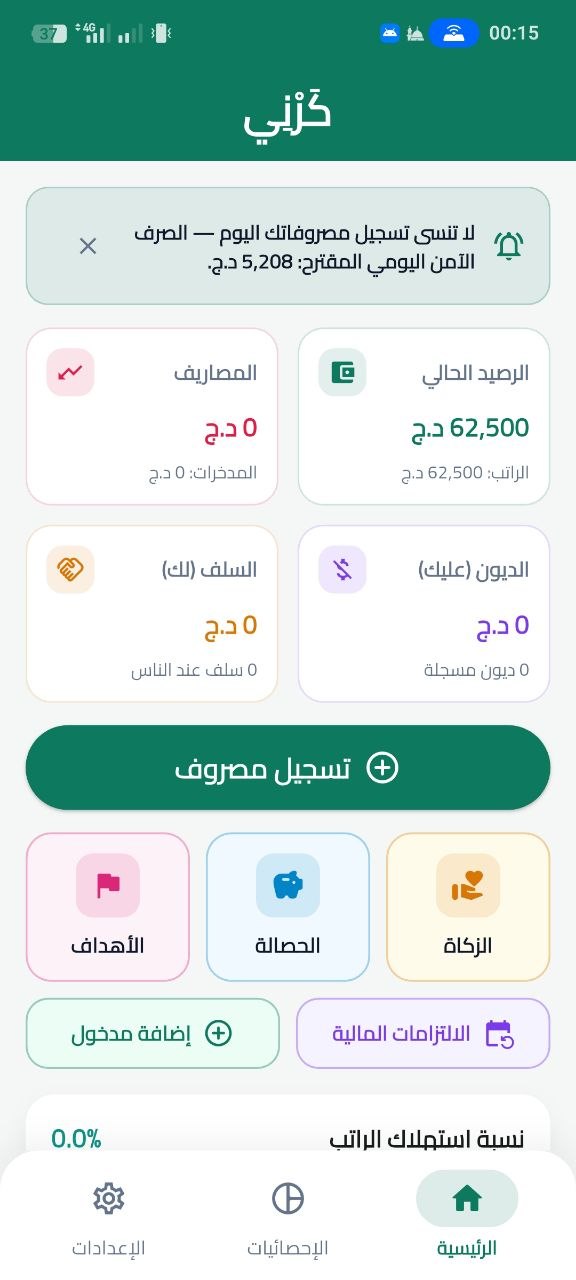 37 4G 00:15
كَرْنِي
لا تنسى تسجيل مصروفاتك اليوم — الصرف
الآمن اليومي المقترح: 5,208 د.ج.
الرصيد الحالي
62,500 د.ج
الراتب: 62,500 د.ج
المصاريف
0 د.ج
المدخرات: 0 د.ج
الديون (عليك)
0 د.ج
0 ديون مسجلة
السلف (لك)
0 د.ج
0 سلف عند الناس
تسجيل مصروف
الزكاة
الحصالة
الأهداف
الالتزامات المالية
إضافة مدخول
نسبة استهلاك الراتب
0.0%
الرئيسية
الإحصائيات
الإعدادات